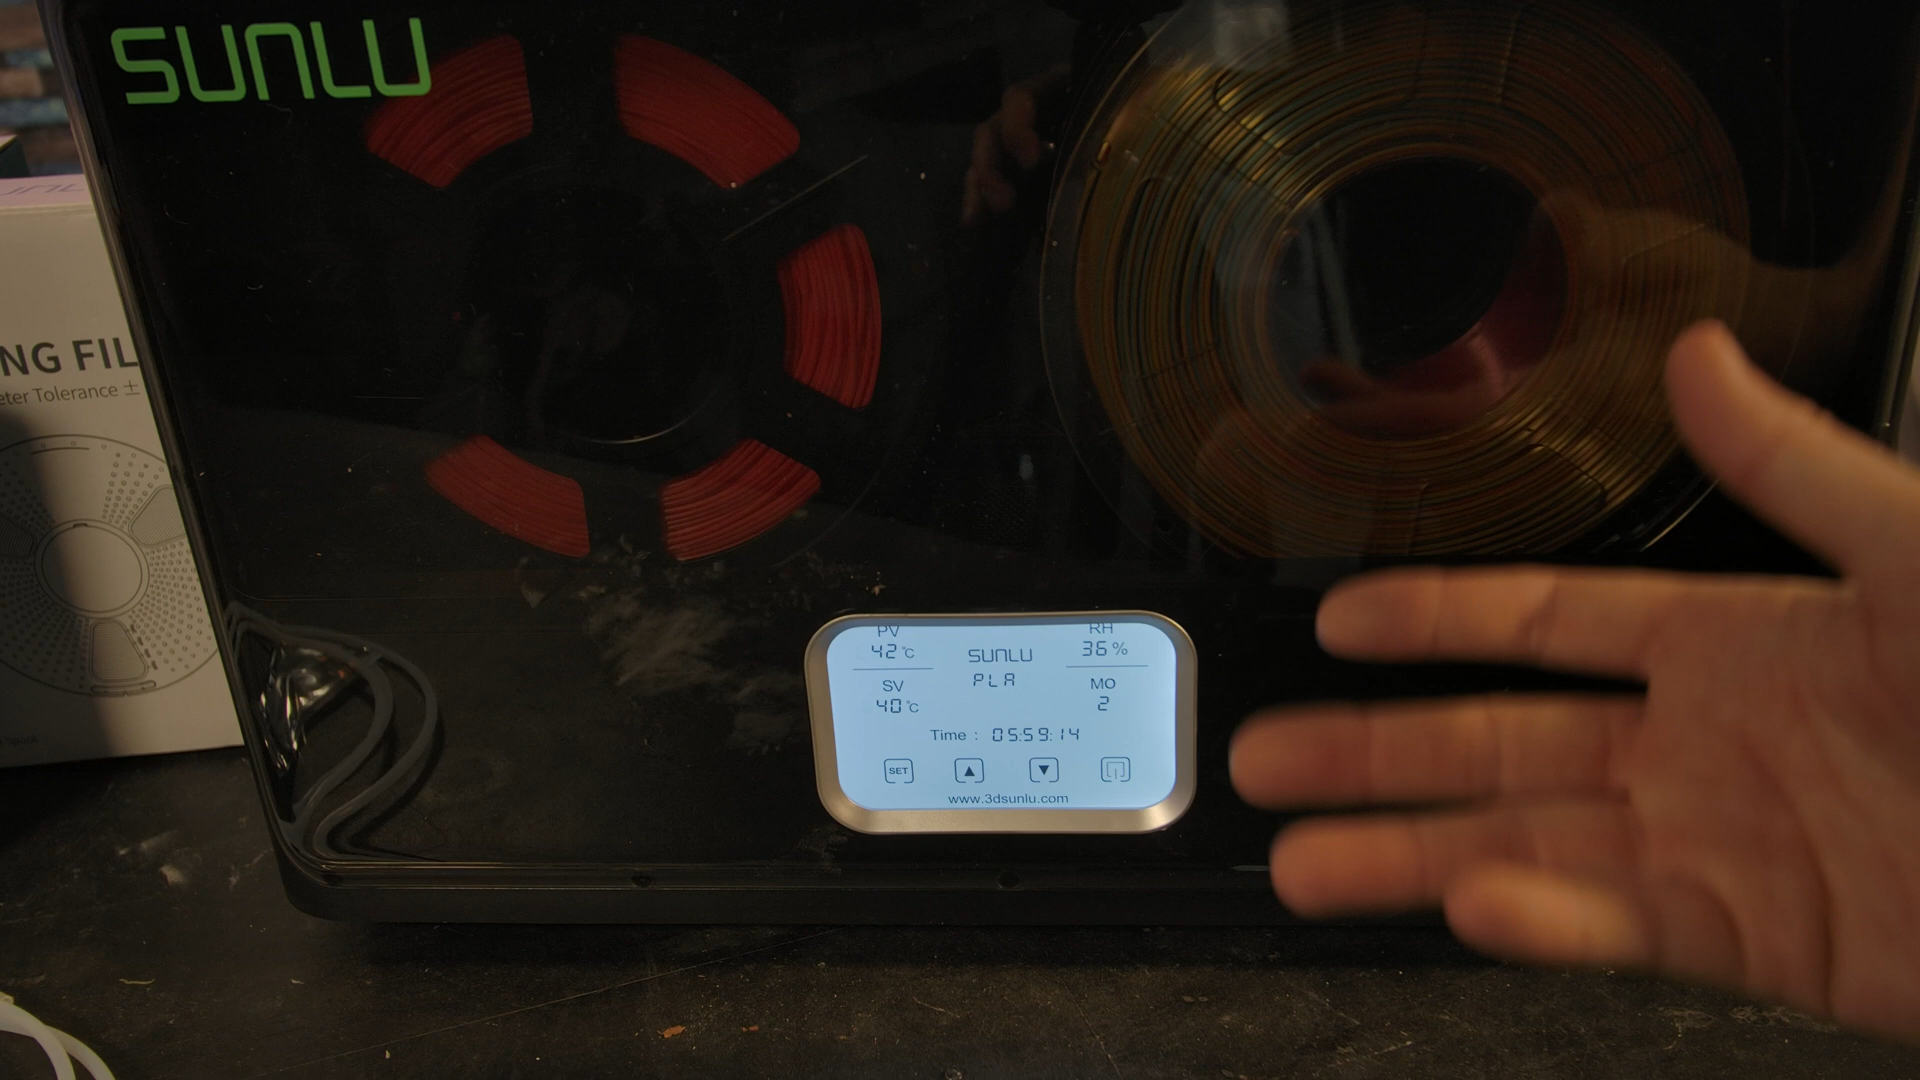 SUNLU
NG FIL
eter Tolerance ±
PV
42 °C
SV
40 °C
SUNLU
PLA
RH
36 %
MO
2
Time : 05:59:14
SET
www.3dsunlu.com